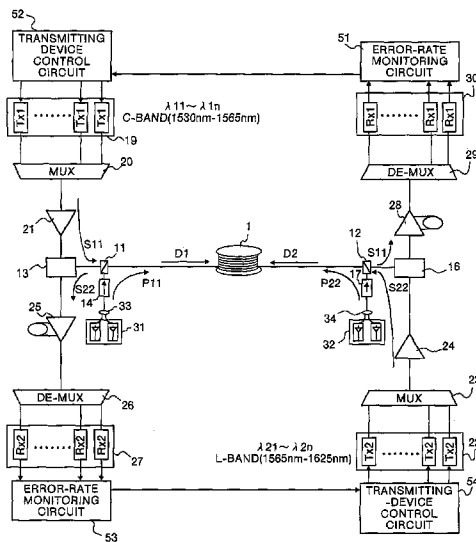 52
TRANSMITTING
DEVICE
CONTROL
CIRCUIT
51
ERROR-RATE
MONITORING
CIRCUIT
30
Tx1 Tx1 Tx1
19
λ11~ λ1n
C-BAND(1530nm-1565nm)
Rx1 Rx1 Rx1
MUX
20
DE-MUX
29
21
S11
11
D1
1
D2
12
S11
28
13
S22
14
P11
33
31
P22
17
34
32
S22
16
25
24
DE-MUX
26
MUX
23
Rx2 Rx2 Rx2
27
λ21~ λ2n
L-BAND(1565nm-1625nm)
Tx2 Tx2 Tx2
22
ERROR-RATE
MONITORING
CIRCUIT
53
TRANSMITTING
-DEVICE
CONTROL
CIRCUIT
54